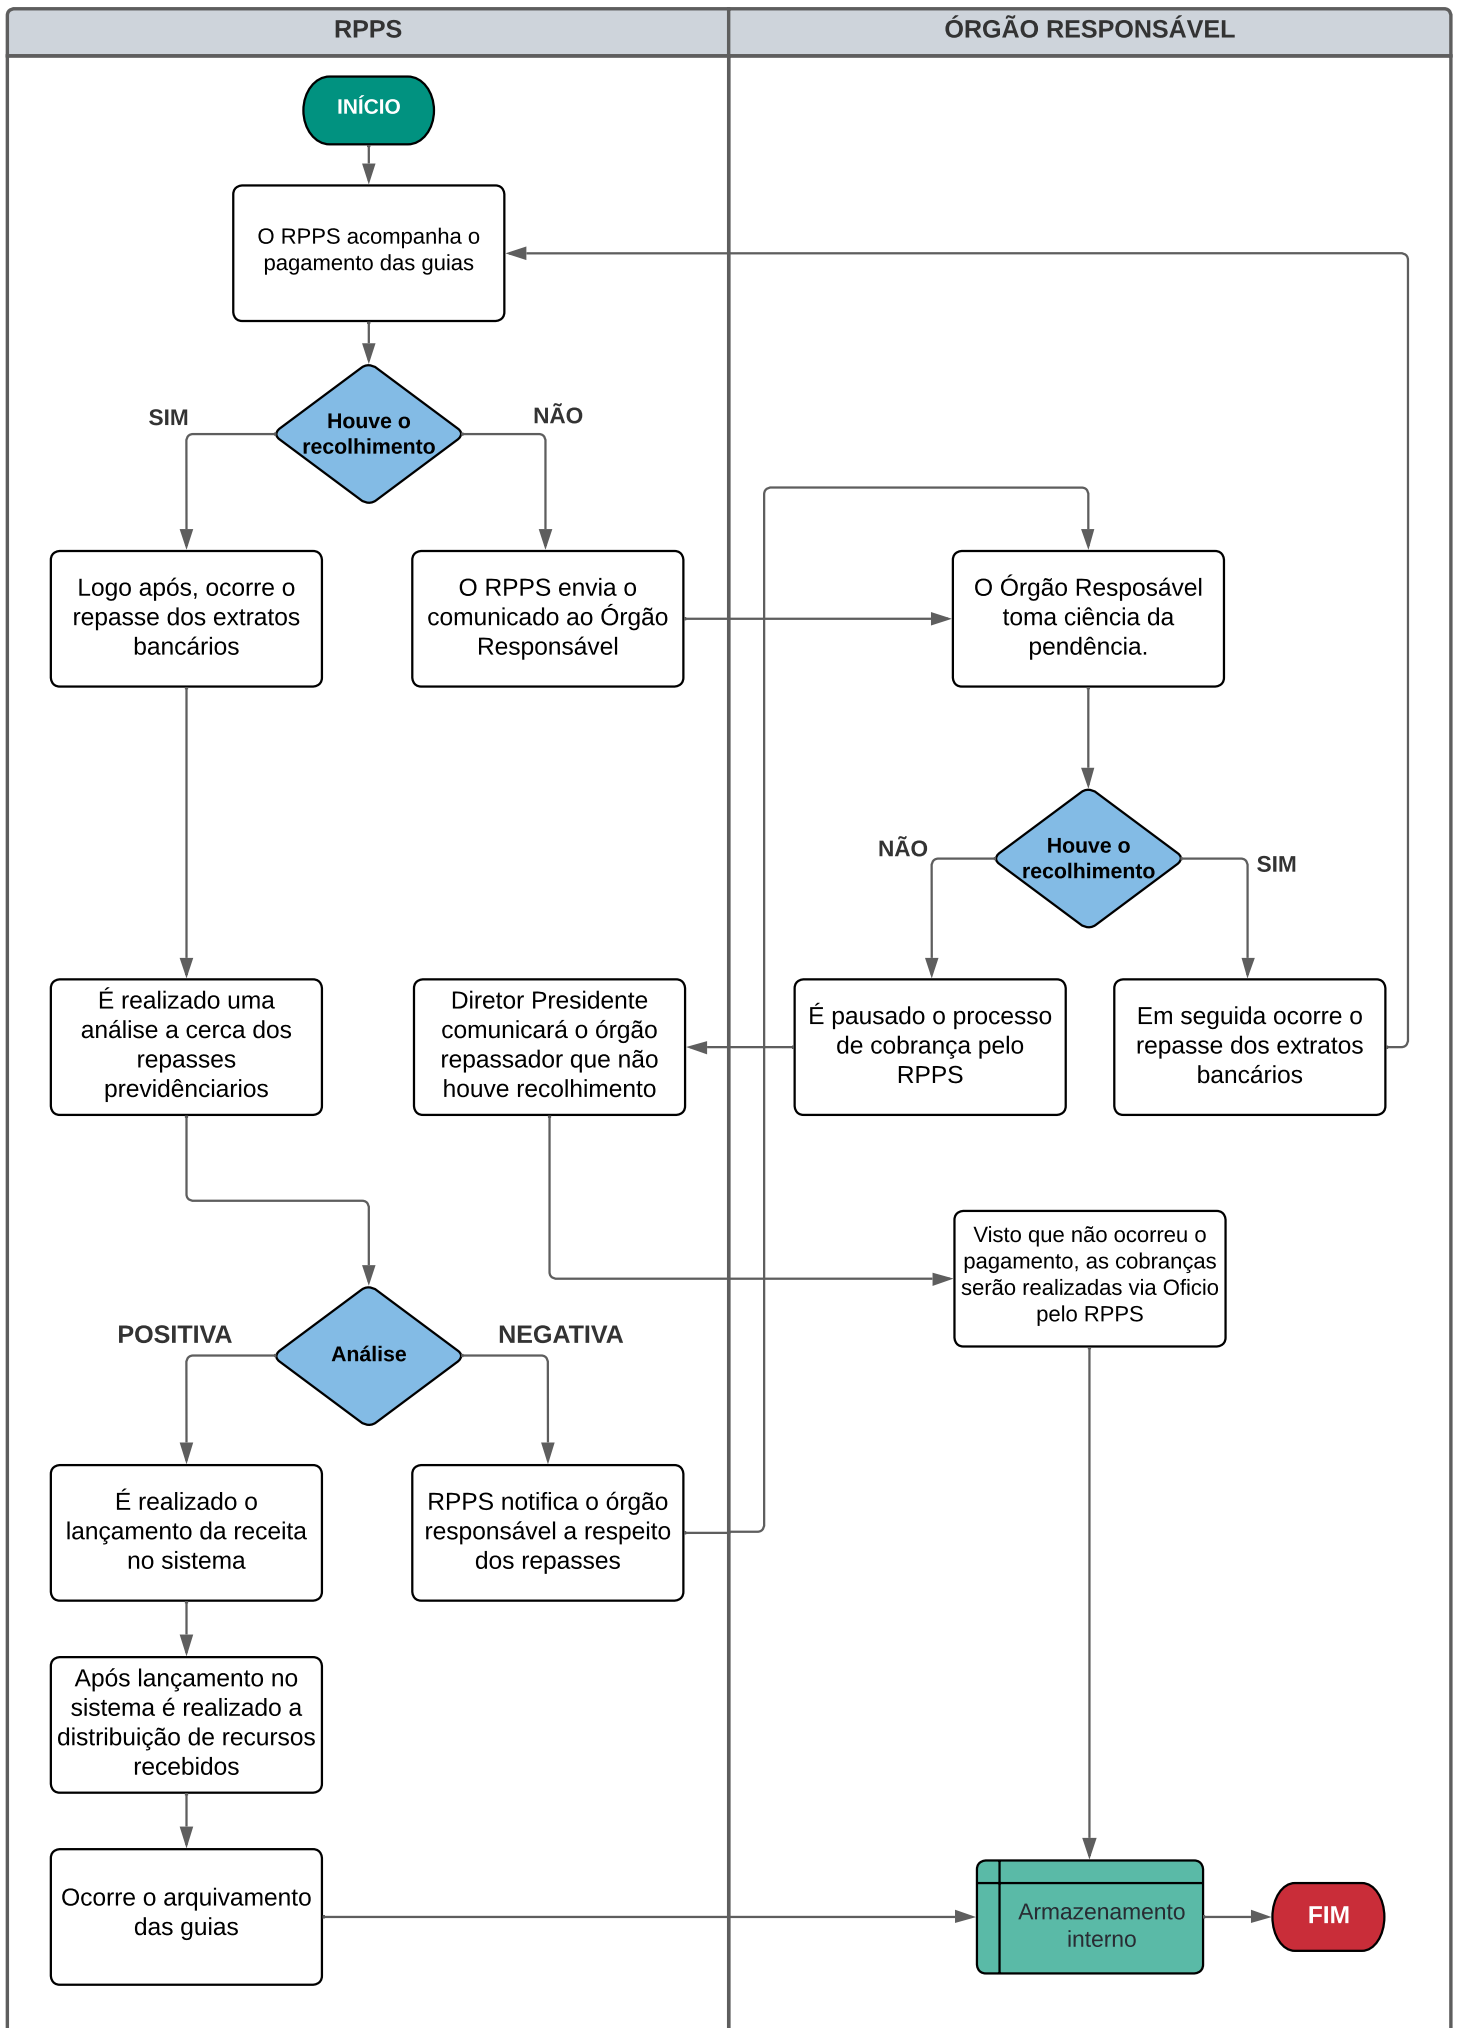 RPPS
ÓRGÃO RESPONSÁVEL
INÍCIO
O RPPS acompanha o
pagamento das guias
Houve o
recolhimento
SIM
NÃO
Logo após, ocorre o
repasse dos extratos
bancários
O RPPS envia o
comunicado ao Órgão
Responsável
O Órgão Resposável
toma ciência da
pendência.
Houve o
recolhimento
NÃO
SIM
É realizado uma
análise a cerca dos
repasses
previdênciarios
Diretor Presidente
comunicará o órgão
repassador que não
houve recolhimento
É pausado o processo
de cobrança pelo
RPPS
Em seguida ocorre o
repasse dos extratos
bancários
Visto que não ocorreu o
pagamento, as cobranças
serão realizadas via Oficio
pelo RPPS
POSITIVA
Análise
NEGATIVA
É realizado o
lançamento da receita
no sistema
RPPS notifica o órgão
responsável a respeito
dos repasses
Após lançamento no
sistema é realizado a
distribuição de recursos
recebidos
Ocorre o arquivamento
das guias
Armazenamento
interno
FIM